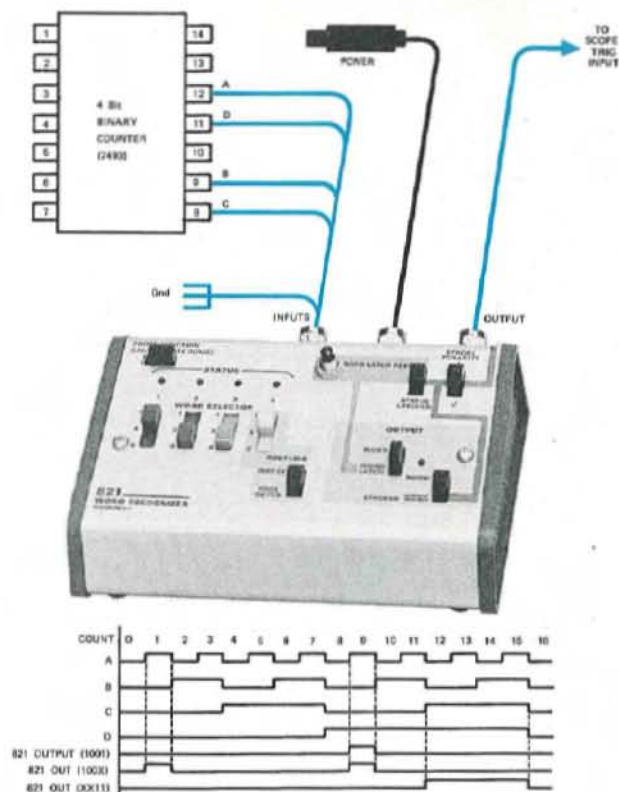 1 14
2 13
3 12 A
4 11 D
5 10
6 9 B
7 8 C
4 Bit
BINARY
COUNTER
POWER
TO
SCOPE
TRIG
INPUT
Gnd
INPUTS
OUTPUT
STATUS
WORD SELECTOR
OUTPUT
821
WORD RECOGNIZER
COUNT 0 1 2 3 4 5 6 7 8 9 10 11 12 13 14 15 16
A
B
C
D
821 OUTPUT (1001)
821 OUT (100X)
821 OUT (XX11)